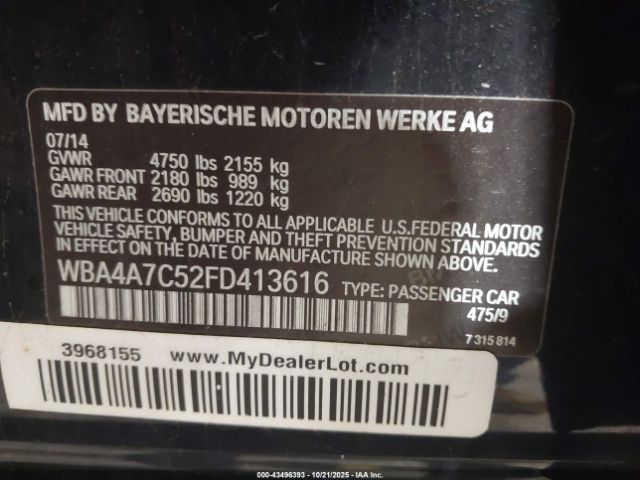 MFD BY BAYERISCHE MOTOREN WERKE AG
07/14
GVWR 4750 lbs 2155 kg
GAWR FRONT 2180 lbs 989 kg
GAWR REAR 2690 lbs 1220 kg
THIS VEHICLE CONFORMS TO ALL APPLICABLE U.S.FEDERAL MOTOR
VEHICLE SAFETY, BUMPER AND THEFT PREVENTION STANDARDS IN
EFFECT ON THE DATE OF MANUFACTURE SHOWN ABOVE.
WBA4A7C52FD413616 TYPE: PASSENGER CAR
475/9
7 315 814
3968155 www.MyDealerLot.com
000-43496393 - 10/21/2025 - IAA Inc.